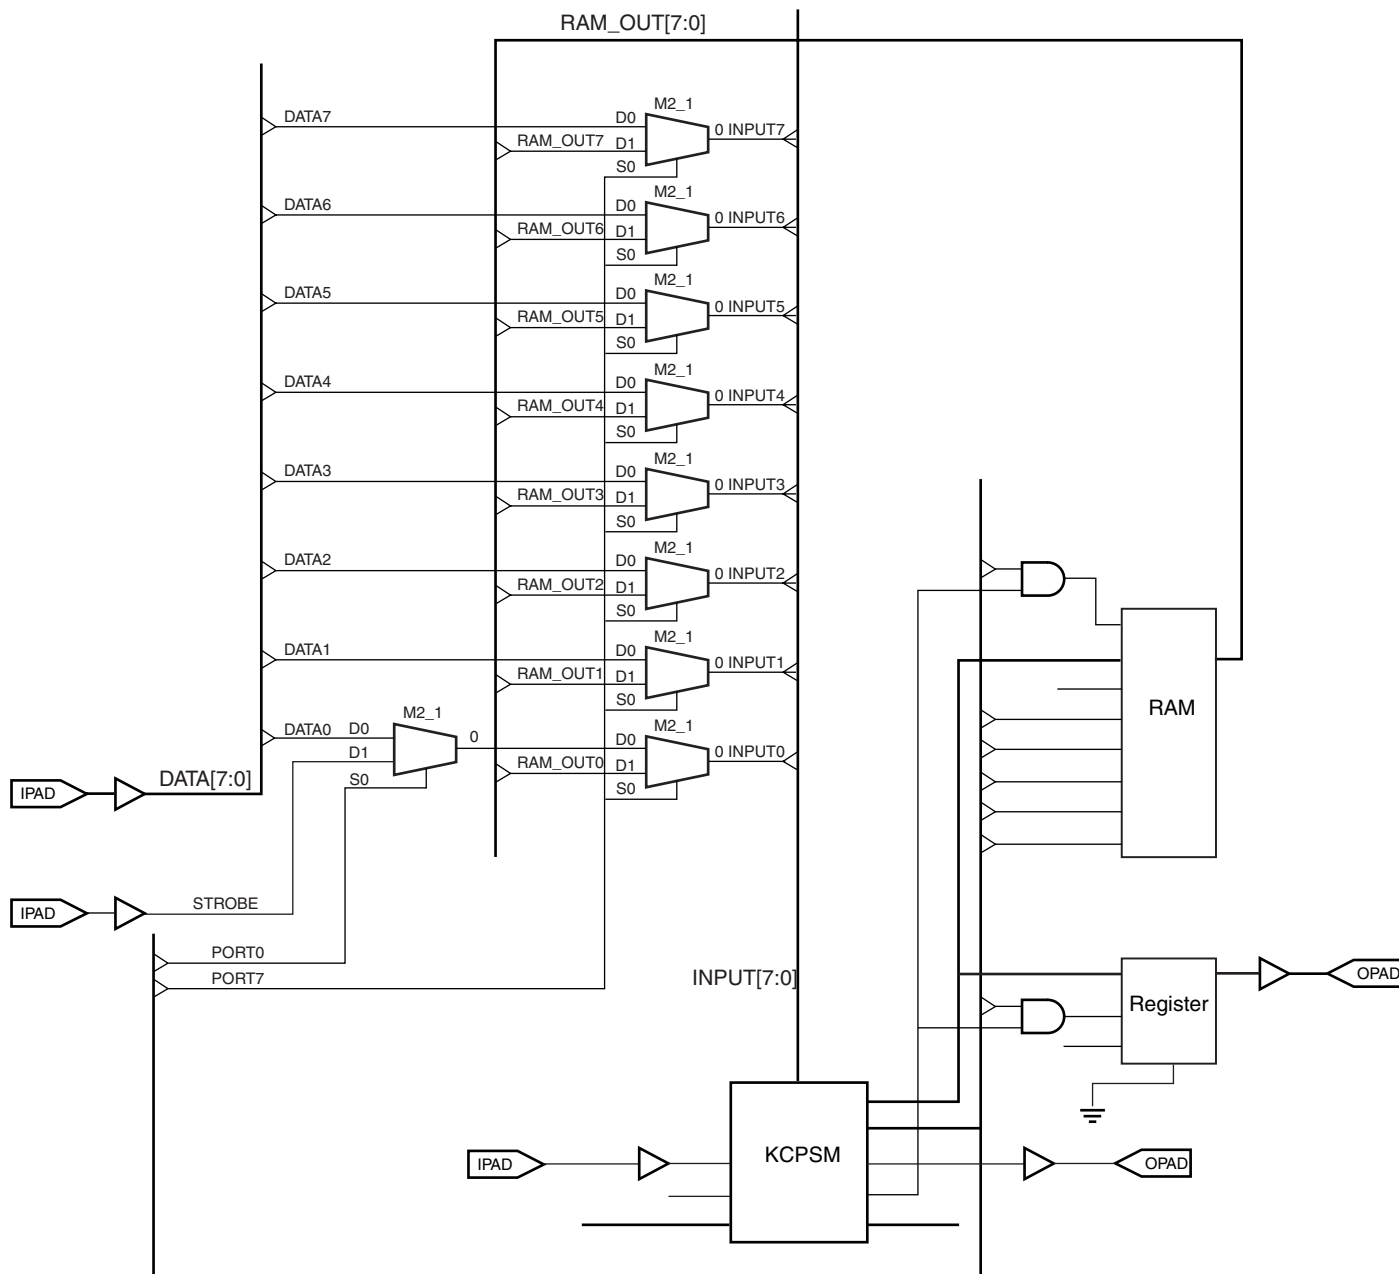 RAM_OUT[7:0]
M2_1
DATA7 D0
RAM_OUT7 D1 0 INPUT7
S0
M2_1
DATA6 D0
RAM_OUT6 D1 0 INPUT6
S0
M2_1
DATA5 D0
RAM_OUT5 D1 0 INPUT5
S0
M2_1
DATA4 D0
RAM_OUT4 D1 0 INPUT4
S0
M2_1
DATA3 D0
RAM_OUT3 D1 0 INPUT3
S0
M2_1
DATA2 D0
RAM_OUT2 D1 0 INPUT2
S0
M2_1
DATA1 D0
RAM_OUT1 D1 0 INPUT1
S0
M2_1
DATA0 D0
D1
S0
0
M2_1
D0
RAM_OUT0 D1 0 INPUT0
S0
RAM
DATA[7:0]
IPAD
IPAD
STROBE
PORT0
PORT7
INPUT[7:0]
Register
OPAD
KCPSM
IPAD
OPAD